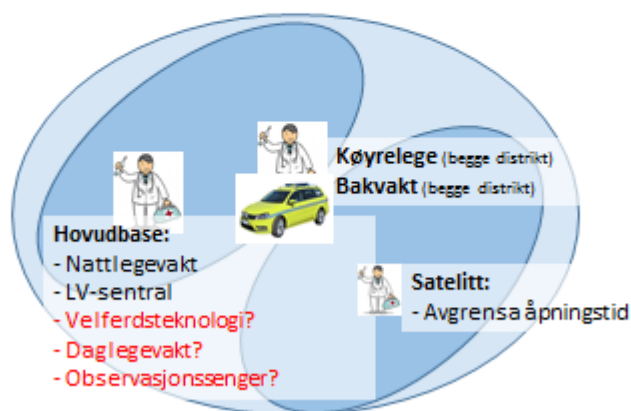 Køyrelege (begge distrikt)
Bakvakt (begge distrikt)
Hovudbase:
- Nattlegevakt
- LV-sentral
- Velferdsteknologi?
- Daglegevakt?
- Observasjonssenger?
Satelitt:
- Avgrensa åpningstid